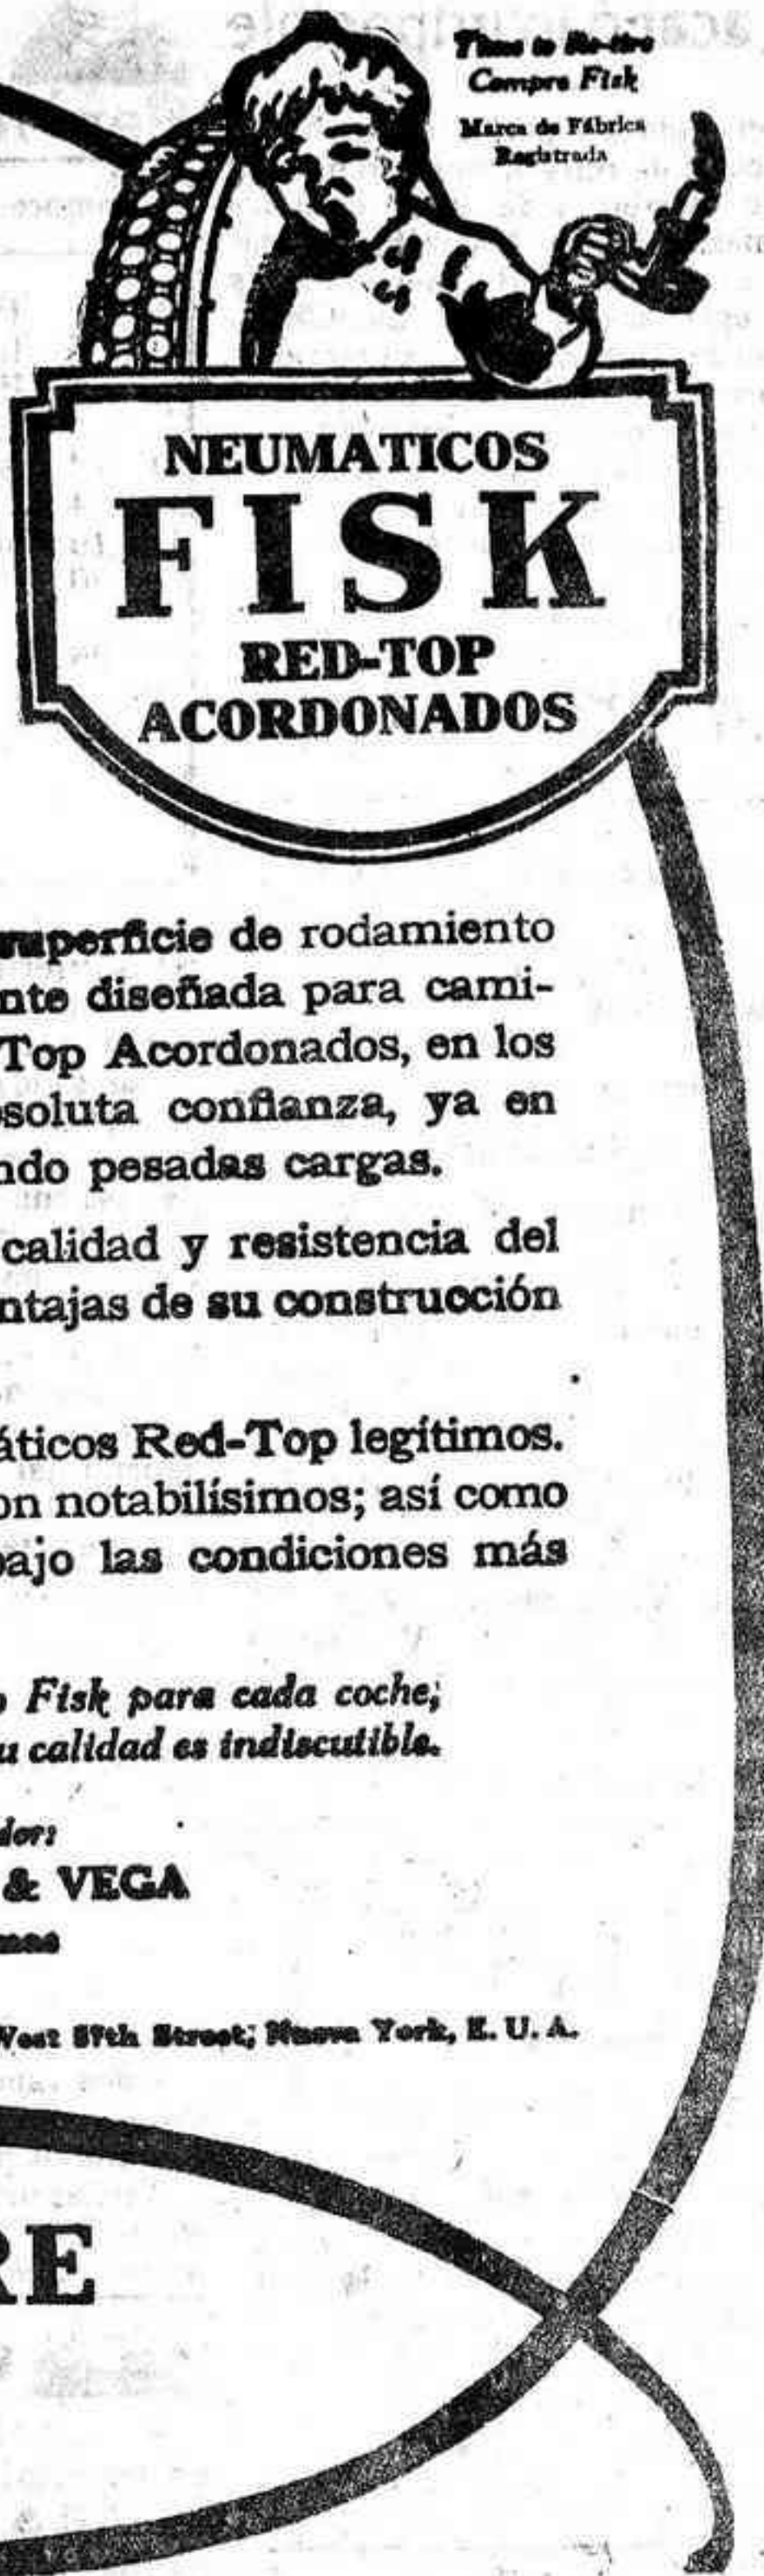 Time to Re-tire
Compre Fisk
Marca de Fábrica
Registrada
NEUMATICOS
FISK
RED-TOP
ACORDONADOS
superficie de rodamiento
nte diseñada para cami-
Top Acordonados, en los
soluta confianza, ya en
ndo pesadas cargas.
calidad y resistencia del
ntajas de su construcción
áticos Red-Top legítimos.
on notabilísimos; así como
bajo las condiciones más
o Fisk para cada coche;
u calidad es indiscutible.
dor:
& VEGA
mas
West 57th Street, Nueva York, E. U. A.
RE